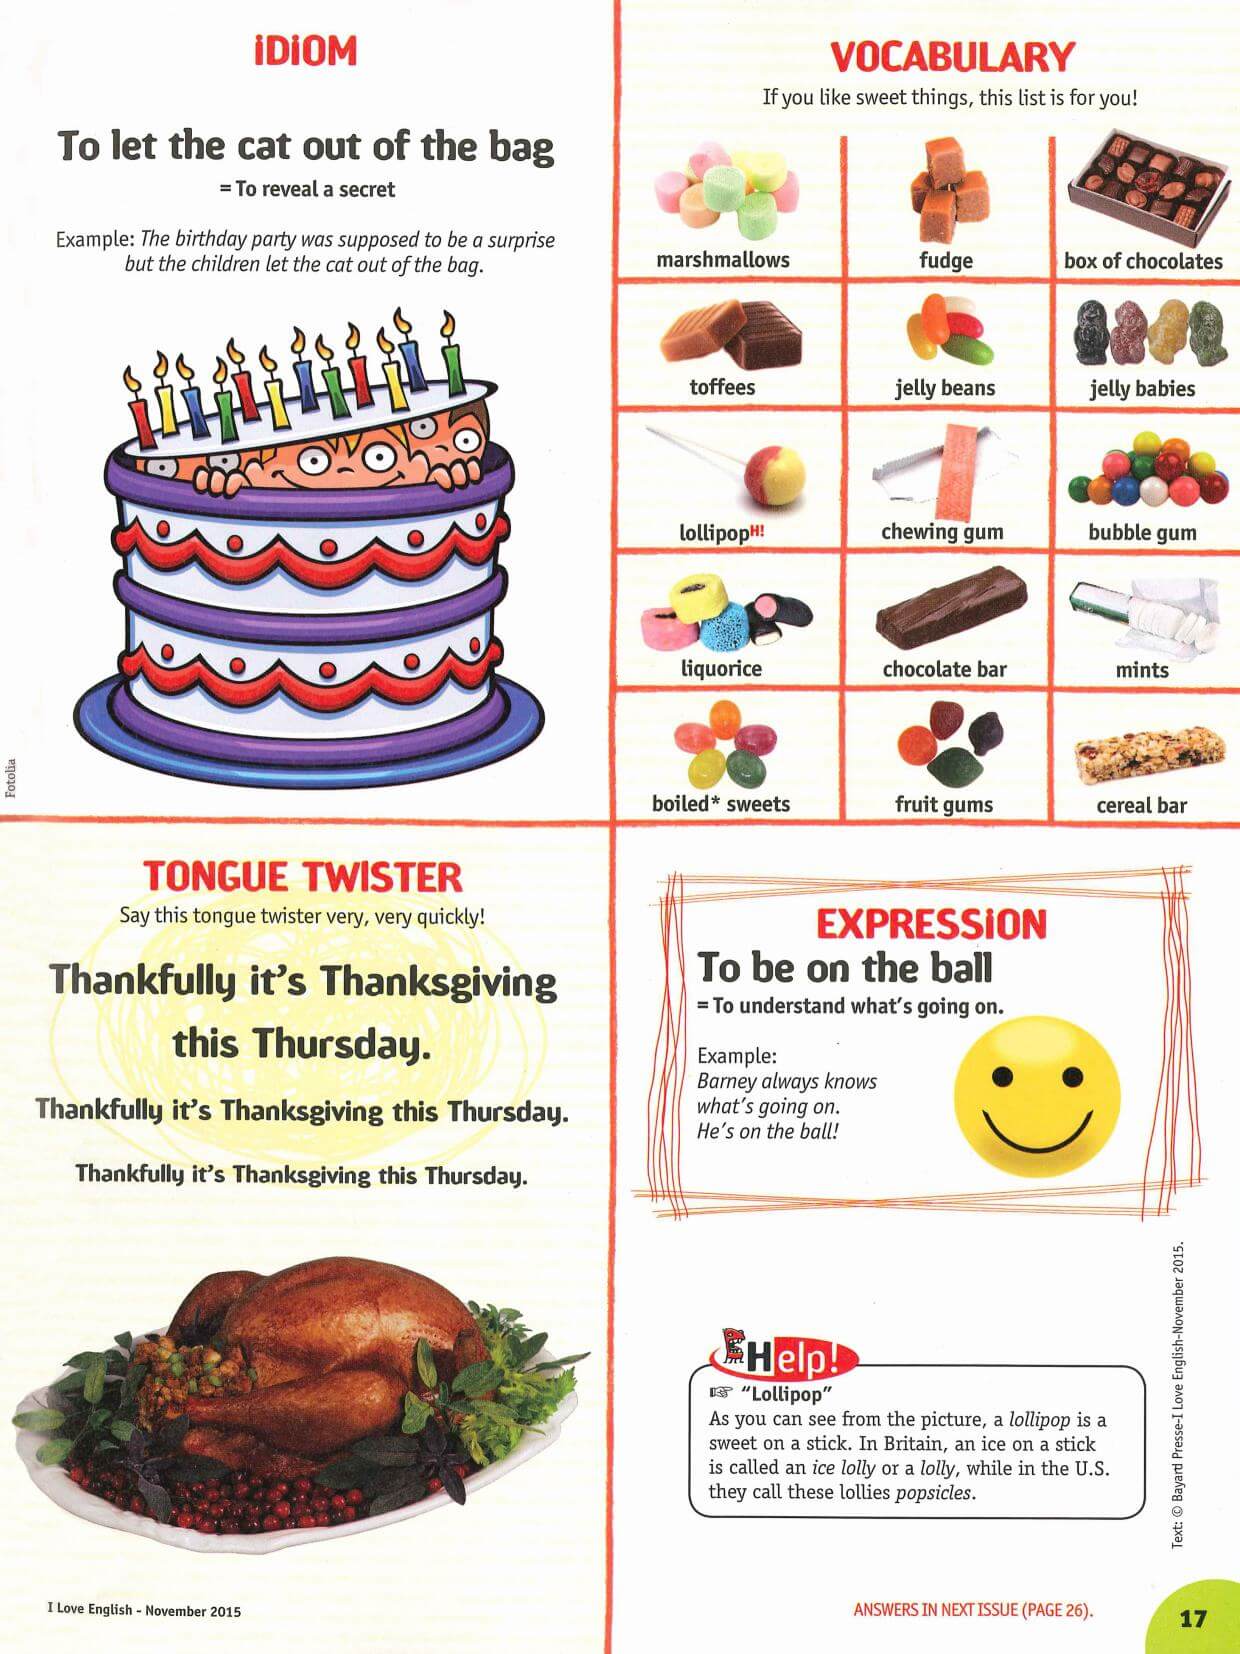 iDiOM
To let the cat out of the bag
= To reveal a secret
Example: The birthday party was supposed to be a surprise
but the children let the cat out of the bag.
Fotolia
VOCABULARY
If you like sweet things, this list is for you!
marshmallows
fudge
box of chocolates
toffees
jelly beans
jelly babies
lollipopH!
chewing gum
bubble gum
liquorice
chocolate bar
mints
boiled* sweets
fruit gums
cereal bar
TONGUE TWISTER
Say this tongue twister very, very quickly!
Thankfully it's Thanksgiving
this Thursday.
Thankfully it's Thanksgiving this Thursday.
Thankfully it's Thanksgiving this Thursday.
EXPRESSiON
To be on the ball
= To understand what's going on.
Example:
Barney always knows
what's going on.
He's on the ball!
Help!
☞ "Lollipop"
As you can see from the picture, a lollipop is a
sweet on a stick. In Britain, an ice on a stick
is called an ice lolly or a lolly, while in the U.S.
they call these lollies popsicles.
Text: © Bayard Presse-I Love English-November 2015.
I Love English - November 2015
ANSWERS IN NEXT ISSUE (PAGE 26).
17